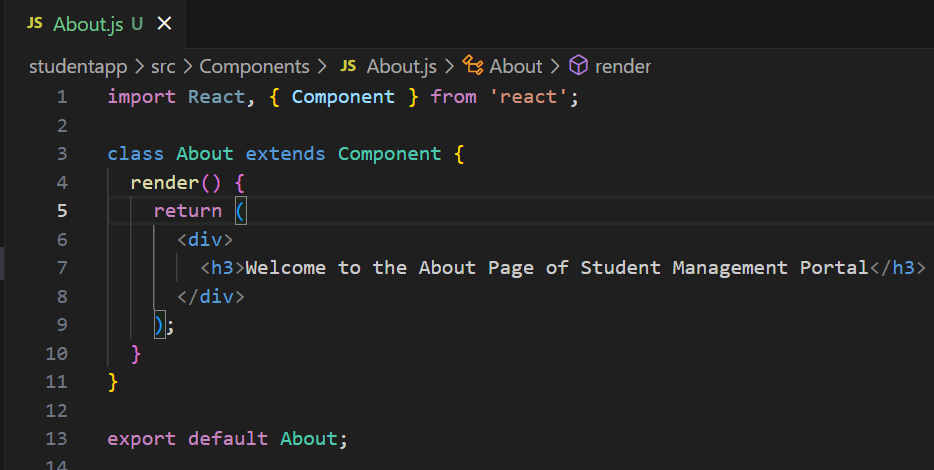 JS About.js U ×
studentapp > src > Components > JS About.js > About > render
1 import React, { Component } from 'react';
2
3 class About extends Component {
4   render() {
5     return (
6       <div>
7         <h3>Welcome to the About Page of Student Management Portal</h3>
8       </div>
9     );
10   }
11 }
12
13 export default About;
14